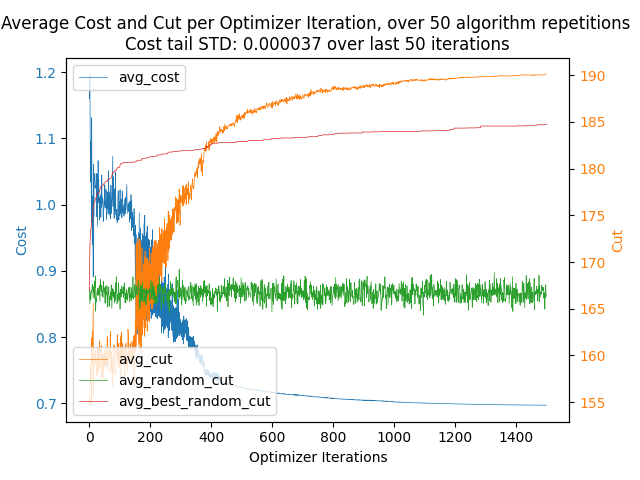 Average Cost and Cut per Optimizer Iteration, over 50 algorithm repetitions
Cost tail STD: 0.000037 over last 50 iterations
1.2
1.1
1.0
0.9
0.8
0.7
Cost
avg_cost
avg_cut
avg_random_cut
avg_best_random_cut
190
185
180
175
170
165
160
155
Cut
0 200 400 600 800 1000 1200 1400
Optimizer Iterations